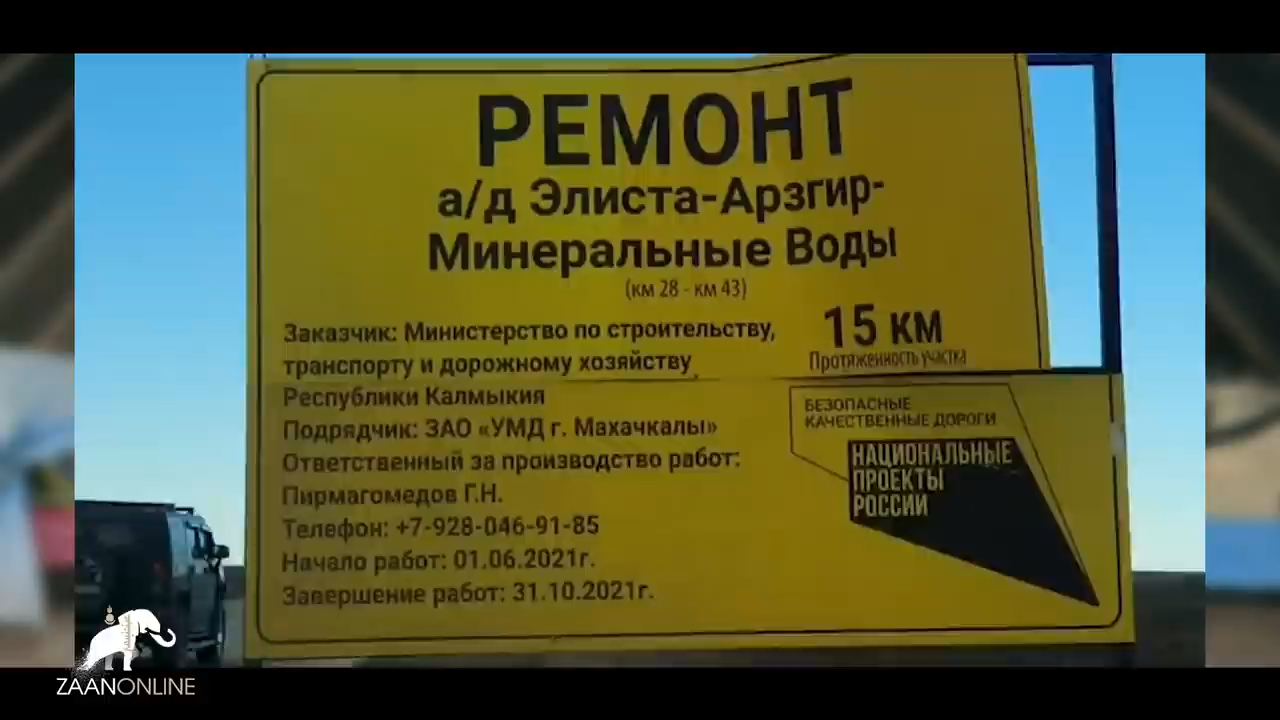 РЕМОНТ
а/д Элиста-Арзгир-
Минеральные Воды
(км 28 - км 43)
Заказчик: Министерство по строительству,
транспорту и дорожному хозяйству
Республики Калмыкия
Подрядчик: ЗАО «УМД г. Махачкалы»
Ответственный за производство работ:
Пирмагомедов Г.Н.
Телефон: +7-928-046-91-85
Начало работ: 01.06.2021г.
Завершение работ: 31.10.2021г.
15 км
Протяженность участка
БЕЗОПАСНЫЕ
КАЧЕСТВЕННЫЕ ДОРОГИ
НАЦИОНАЛЬНЫЕ
ПРОЕКТЫ
РОССИИ
ZAANONLINE